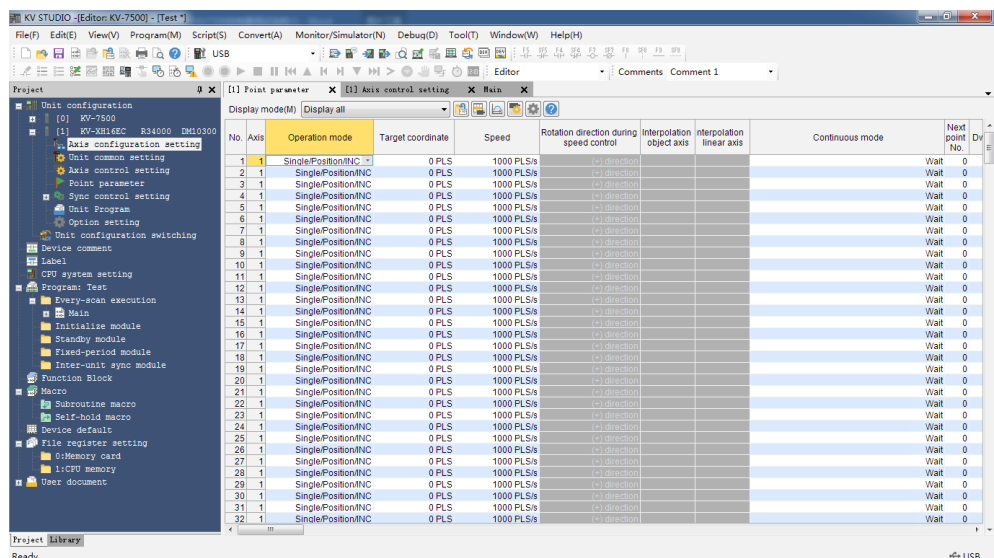 KV STUDIO -[Editor: KV-7500] - [Test *]
File(F) Edit(E) View(V) Program(M) Script(S) Convert(A) Monitor/Simulator(N) Debug(D) Tool(T) Window(W) Help(H)
USB
Editor Comments Comment 1
Project [1] Point parameter [1] Axis control setting Main
Unit configuration
[0] KV-7500
[1] KV-XH16EC R34000 DM10300
Axis configuration setting
Unit common setting
Axis control setting
Point parameter
Sync control setting
Unit Program
Option setting
Unit configuration switching
Device comment
Label
CPU system setting
Program: Test
Every-scan execution
Main
Initialize module
Standby module
Fixed-period module
Inter-unit sync module
Function Block
Macro
Subroutine macro
Self-hold macro
Device default
File register setting
0:Memory card
1:CPU memory
User document
Project Library
Ready
Display mode(M) Display all
No. Axis Operation mode Target coordinate Speed Rotation direction during speed control Interpolation object axis nterpolation linear axis Continuous mode Next point No. Dw
1 1 Single/Position/INC 0 PLS 1000 PLS/s (+) direction Wait 0
2 1 Single/Position/INC 0 PLS 1000 PLS/s (+) direction Wait 0
3 1 Single/Position/INC 0 PLS 1000 PLS/s (+) direction Wait 0
4 1 Single/Position/INC 0 PLS 1000 PLS/s (+) direction Wait 0
5 1 Single/Position/INC 0 PLS 1000 PLS/s (+) direction Wait 0
6 1 Single/Position/INC 0 PLS 1000 PLS/s (+) direction Wait 0
7 1 Single/Position/INC 0 PLS 1000 PLS/s (+) direction Wait 0
8 1 Single/Position/INC 0 PLS 1000 PLS/s (+) direction Wait 0
9 1 Single/Position/INC 0 PLS 1000 PLS/s (+) direction Wait 0
10 1 Single/Position/INC 0 PLS 1000 PLS/s (+) direction Wait 0
11 1 Single/Position/INC 0 PLS 1000 PLS/s (+) direction Wait 0
12 1 Single/Position/INC 0 PLS 1000 PLS/s (+) direction Wait 0
13 1 Single/Position/INC 0 PLS 1000 PLS/s (+) direction Wait 0
14 1 Single/Position/INC 0 PLS 1000 PLS/s (+) direction Wait 0
15 1 Single/Position/INC 0 PLS 1000 PLS/s (+) direction Wait 0
16 1 Single/Position/INC 0 PLS 1000 PLS/s (+) direction Wait 0
17 1 Single/Position/INC 0 PLS 1000 PLS/s (+) direction Wait 0
18 1 Single/Position/INC 0 PLS 1000 PLS/s (+) direction Wait 0
19 1 Single/Position/INC 0 PLS 1000 PLS/s (+) direction Wait 0
20 1 Single/Position/INC 0 PLS 1000 PLS/s (+) direction Wait 0
21 1 Single/Position/INC 0 PLS 1000 PLS/s (+) direction Wait 0
22 1 Single/Position/INC 0 PLS 1000 PLS/s (+) direction Wait 0
23 1 Single/Position/INC 0 PLS 1000 PLS/s (+) direction Wait 0
24 1 Single/Position/INC 0 PLS 1000 PLS/s (+) direction Wait 0
25 1 Single/Position/INC 0 PLS 1000 PLS/s (+) direction Wait 0
26 1 Single/Position/INC 0 PLS 1000 PLS/s (+) direction Wait 0
27 1 Single/Position/INC 0 PLS 1000 PLS/s (+) direction Wait 0
28 1 Single/Position/INC 0 PLS 1000 PLS/s (+) direction Wait 0
29 1 Single/Position/INC 0 PLS 1000 PLS/s (+) direction Wait 0
30 1 Single/Position/INC 0 PLS 1000 PLS/s (+) direction Wait 0
31 1 Single/Position/INC 0 PLS 1000 PLS/s (+) direction Wait 0
32 1 Single/Position/INC 0 PLS 1000 PLS/s (+) direction Wait 0
USB